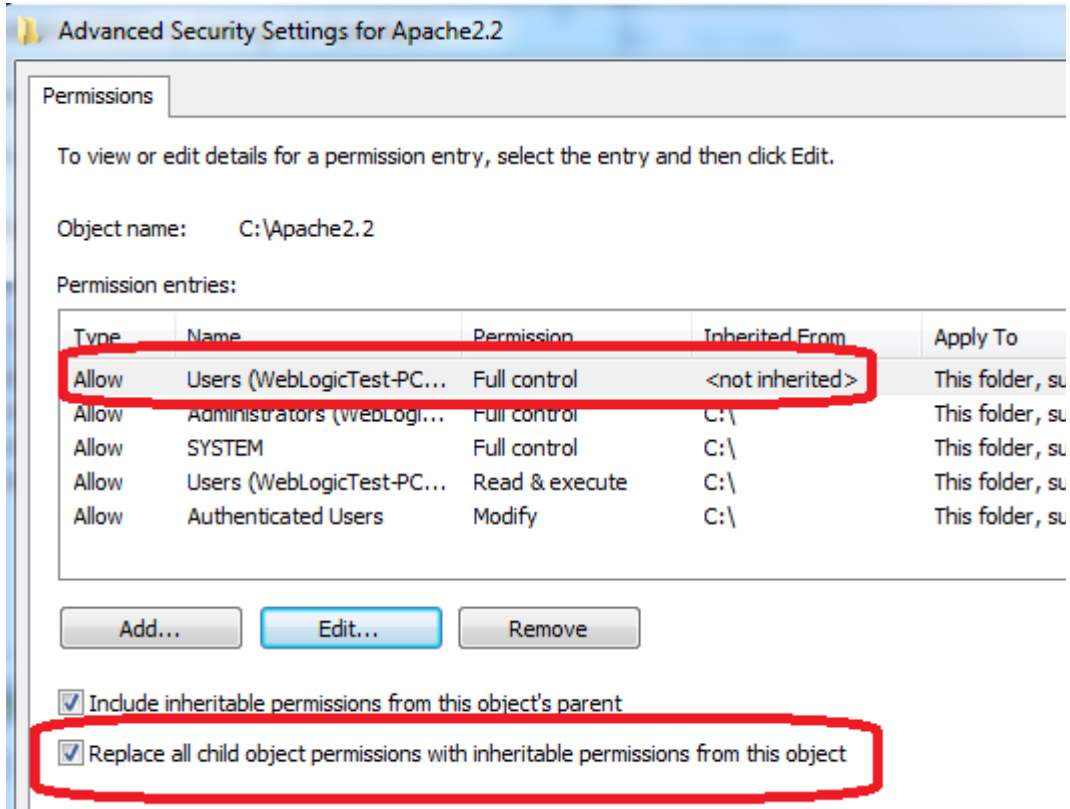 Advanced Security Settings for Apache2.2
Permissions
To view or edit details for a permission entry, select the entry and then click Edit.
Object name: C:\Apache2.2
Permission entries:
Type Name Permission Inherited From Apply To
Allow Users (WebLogicTest-PC... Full control <not inherited> This folder, su
Allow Administrators (WebLogi... Full control C:\ This folder, su
Allow SYSTEM Full control C:\ This folder, su
Allow Users (WebLogicTest-PC... Read & execute C:\ This folder, su
Allow Authenticated Users Modify C:\ This folder, su
Add... Edit... Remove
Include inheritable permissions from this object's parent
Replace all child object permissions with inheritable permissions from this object